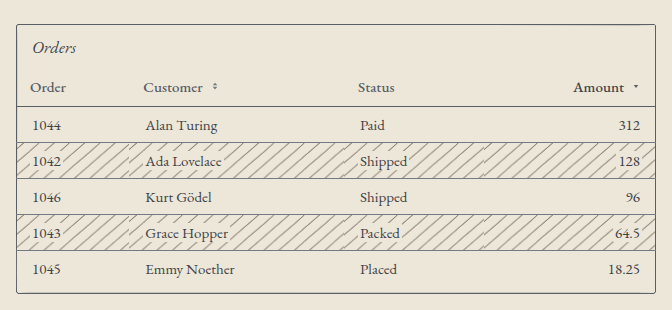 Orders
Order Customer Status Amount
1044 Alan Turing Paid 312
1042 Ada Lovelace Shipped 128
1046 Kurt Gödel Shipped 96
1043 Grace Hopper Packed 64.5
1045 Emmy Noether Placed 18.25